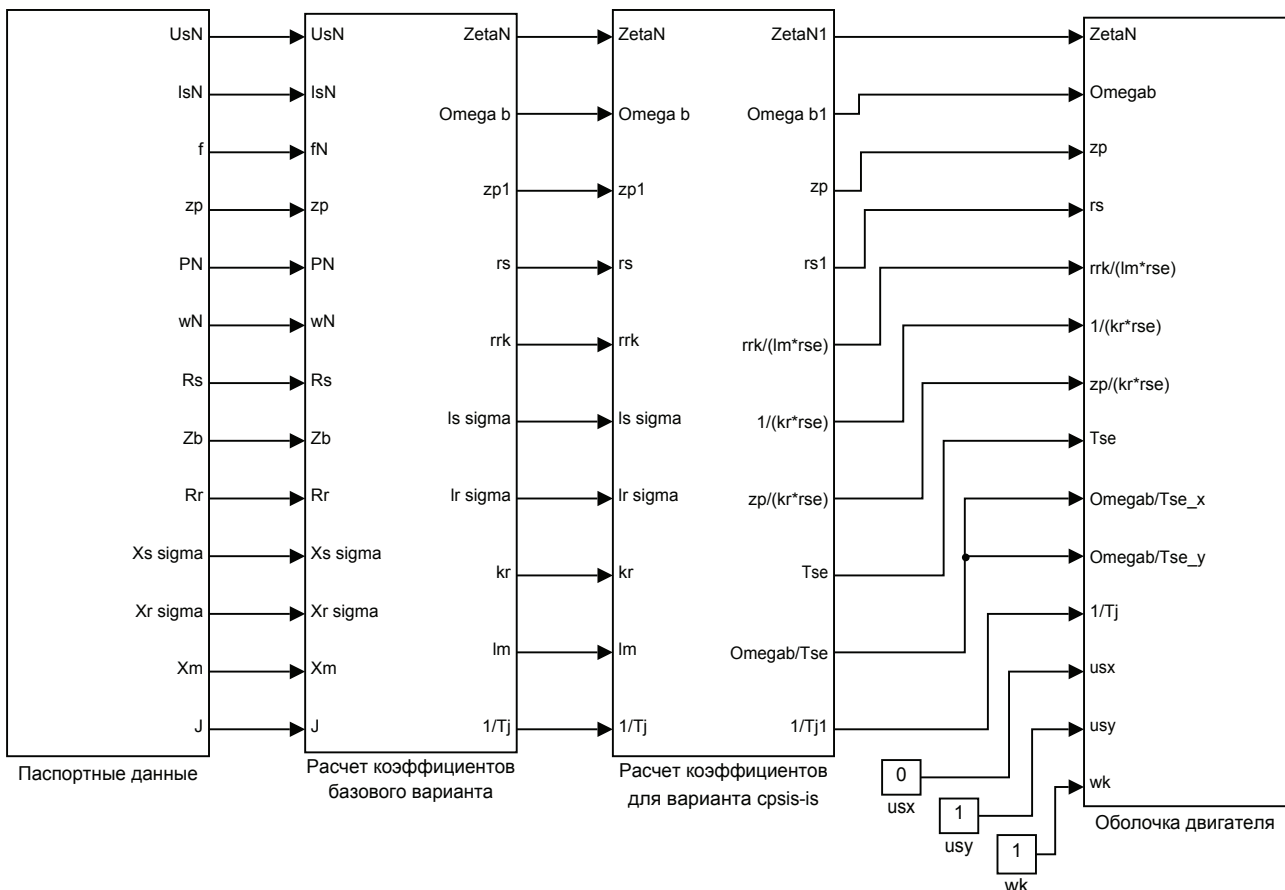 UsN
IsN
f
zp
PN
wN
Rs
Zb
Rr
Xs sigma
Xr sigma
Xm
J
Паспортные данные
UsN
IsN
fN
zp
PN
wN
Rs
Zb
Rr
Xs sigma
Xr sigma
Xm
J
ZetaN
Omega b
zp1
rs
rrk
ls sigma
lr sigma
kr
lm
1/Tj
Расчет коэффициентов
базового варианта
ZetaN
Omega b
zp1
rs
rrk
ls sigma
lr sigma
kr
lm
1/Tj
ZetaN1
Omega b1
zp
rs1
rrk/(lm*rse)
1/(kr*rse)
zp/(kr*rse)
Tse
Omegab/Tse
1/Tj1
Расчет коэффициентов
для варианта cpsis-is
0
usx
1
usy
1
wk
ZetaN
Omegab
zp
rs
rrk/(lm*rse)
1/(kr*rse)
zp/(kr*rse)
Tse
Omegab/Tse_x
Omegab/Tse_y
1/Tj
usx
usy
wk
Оболочка двигателя